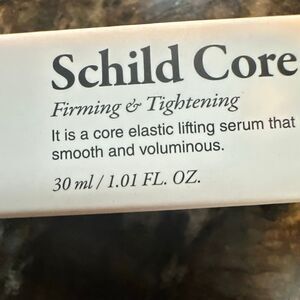 Schild Core
Firming & Tightening
It is a core elastic lifting serum that
smooth and voluminous.
30 ml / 1.01 FL. OZ.